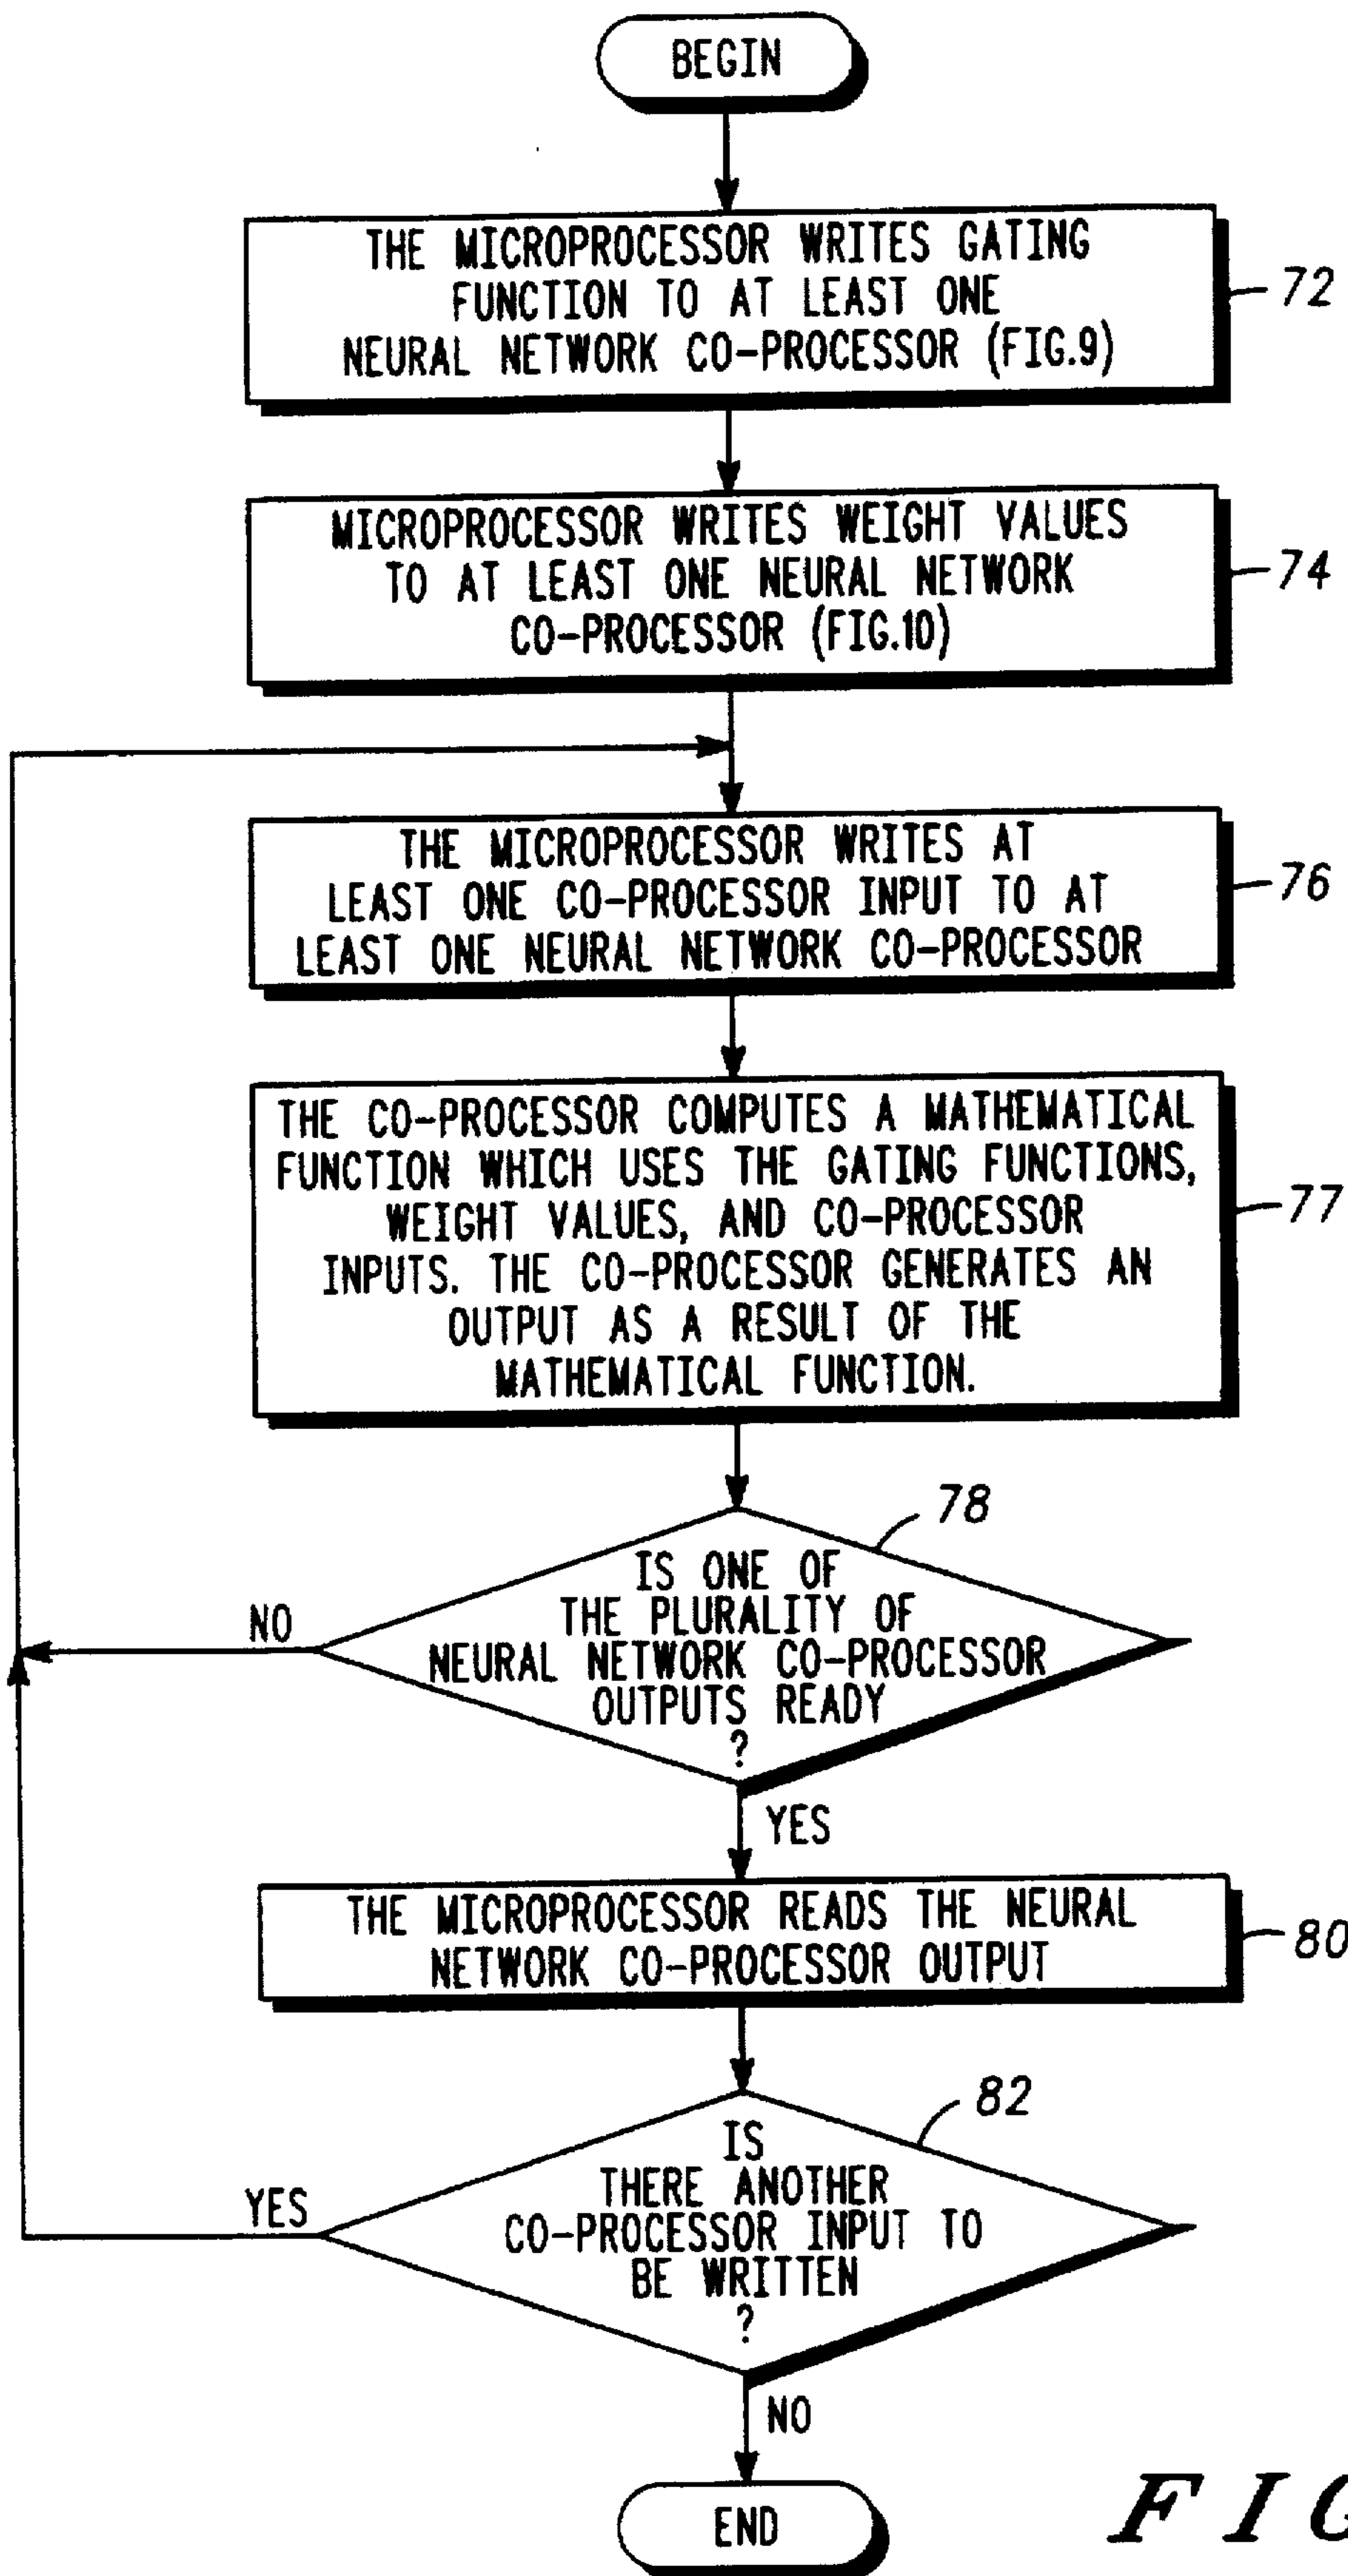 BEGIN
THE MICROPROCESSOR WRITES GATING
FUNCTION TO AT LEAST ONE
NEURAL NETWORK CO-PROCESSOR (FIG.9)
72
MICROPROCESSOR WRITES WEIGHT VALUES
TO AT LEAST ONE NEURAL NETWORK
CO-PROCESSOR (FIG.10)
74
THE MICROPROCESSOR WRITES AT
LEAST ONE CO-PROCESSOR INPUT TO AT
LEAST ONE NEURAL NETWORK CO-PROCESSOR
76
THE CO-PROCESSOR COMPUTES A MATHEMATICAL
FUNCTION WHICH USES THE GATING FUNCTIONS,
WEIGHT VALUES, AND CO-PROCESSOR
INPUTS. THE CO-PROCESSOR GENERATES AN
OUTPUT AS A RESULT OF THE
MATHEMATICAL FUNCTION.
77
78
IS ONE OF
THE PLURALITY OF
NEURAL NETWORK CO-PROCESSOR
OUTPUTS READY
?
NO
YES
THE MICROPROCESSOR READS THE NEURAL
NETWORK CO-PROCESSOR OUTPUT
80
82
IS
THERE ANOTHER
CO-PROCESSOR INPUT TO
BE WRITTEN
?
YES
NO
END
FIG